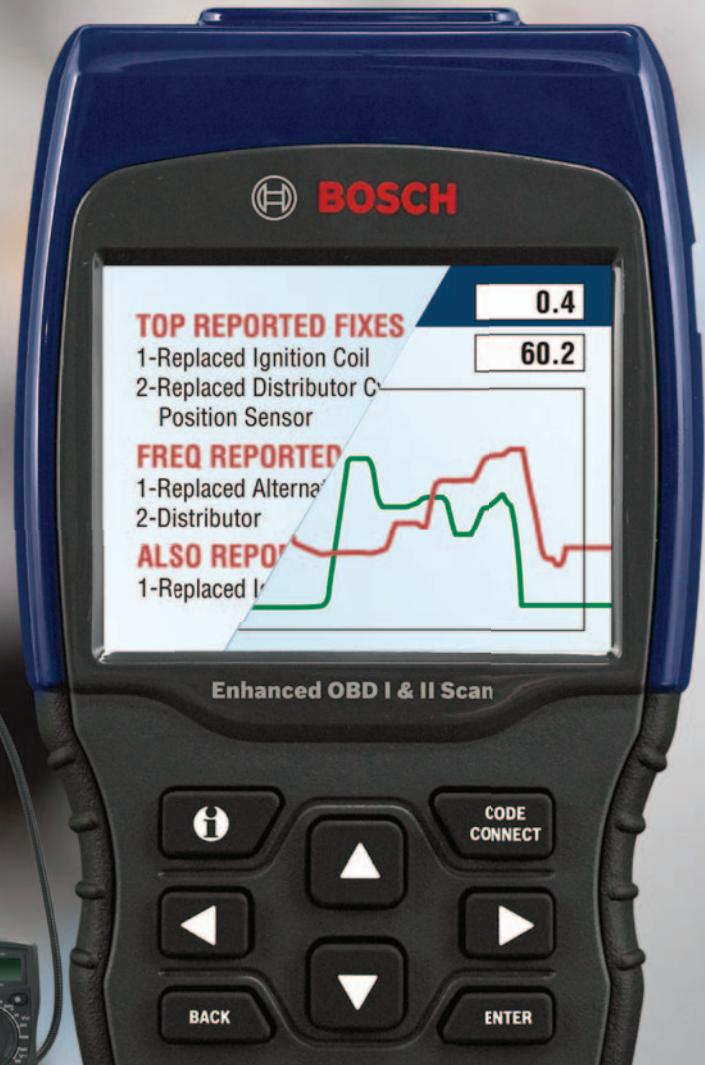 BOSCH
TOP REPORTED FIXES
1-Replaced Ignition Coil
2-Replaced Distributor
Position Sensor
FREQ REPORTED
1-Replaced
2-Distributor
ALSO
1-Replaced
0.4
60.2
Enhanced OBD I & II Scan
CODE
CONNECT
BACK
ENTER